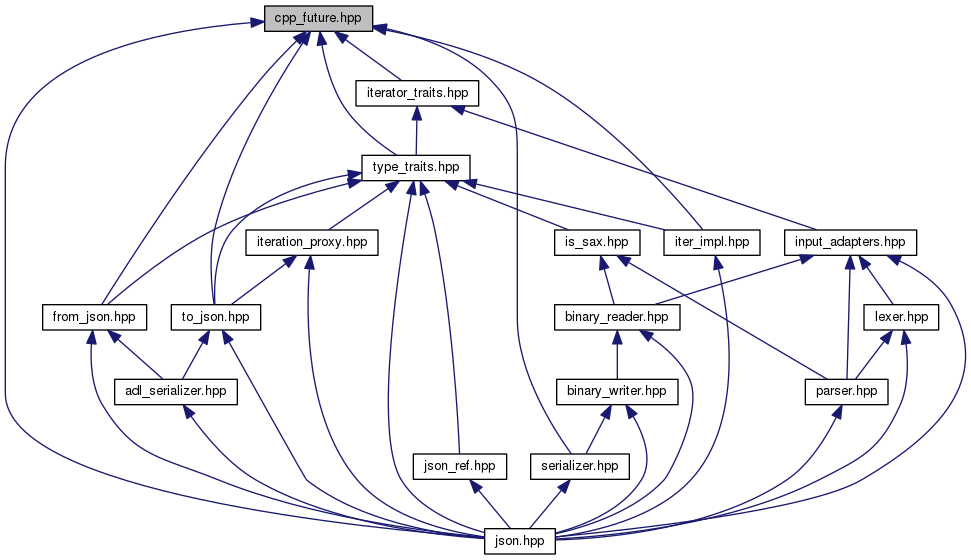 cpp_future.hpp
iterator_traits.hpp
type_traits.hpp
iteration_proxy.hpp
is_sax.hpp
iter_impl.hpp
input_adapters.hpp
from_json.hpp
to_json.hpp
binary_reader.hpp
lexer.hpp
adl_serializer.hpp
binary_writer.hpp
parser.hpp
json_ref.hpp
serializer.hpp
json.hpp